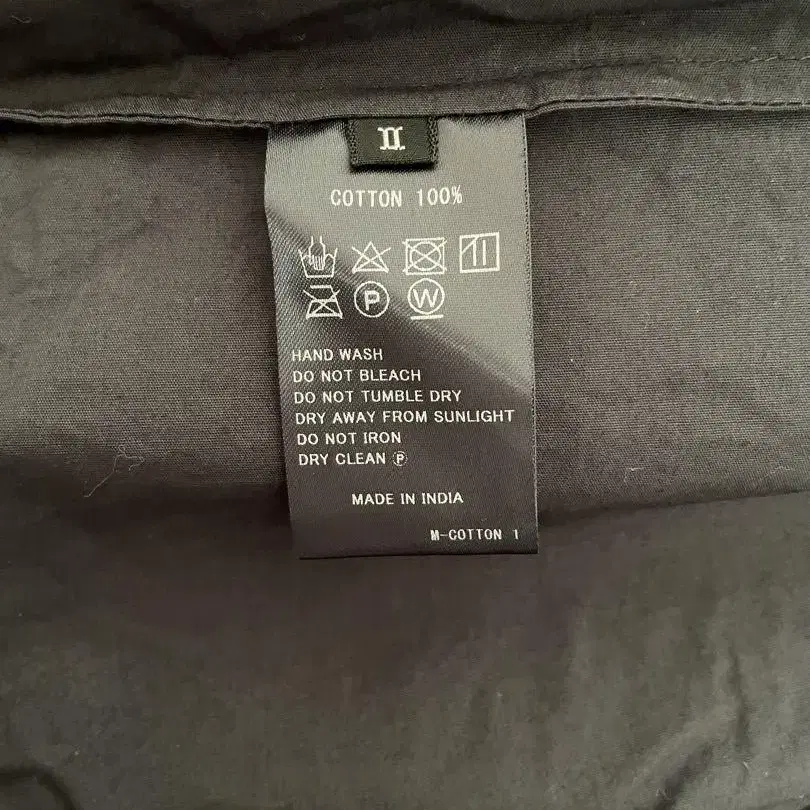 II
COTTON 100%
P W
HAND WASH
DO NOT BLEACH
DO NOT TUMBLE DRY
DRY AWAY FROM SUNLIGHT
DO NOT IRON
DRY CLEAN Ⓟ
MADE IN INDIA
M-COTTON 1